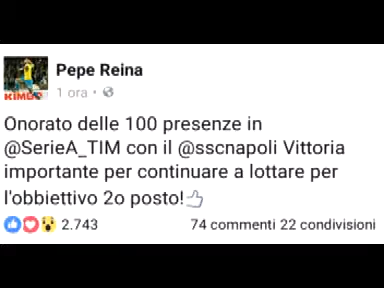 KIMBO
Pepe Reina
1 ora ·
Onorato delle 100 presenze in
@SerieA_TIM con il @sscnapoli Vittoria
importante per continuare a lottare per
l'obbiettivo 2o posto!
2.743 74 commenti 22 condivisioni